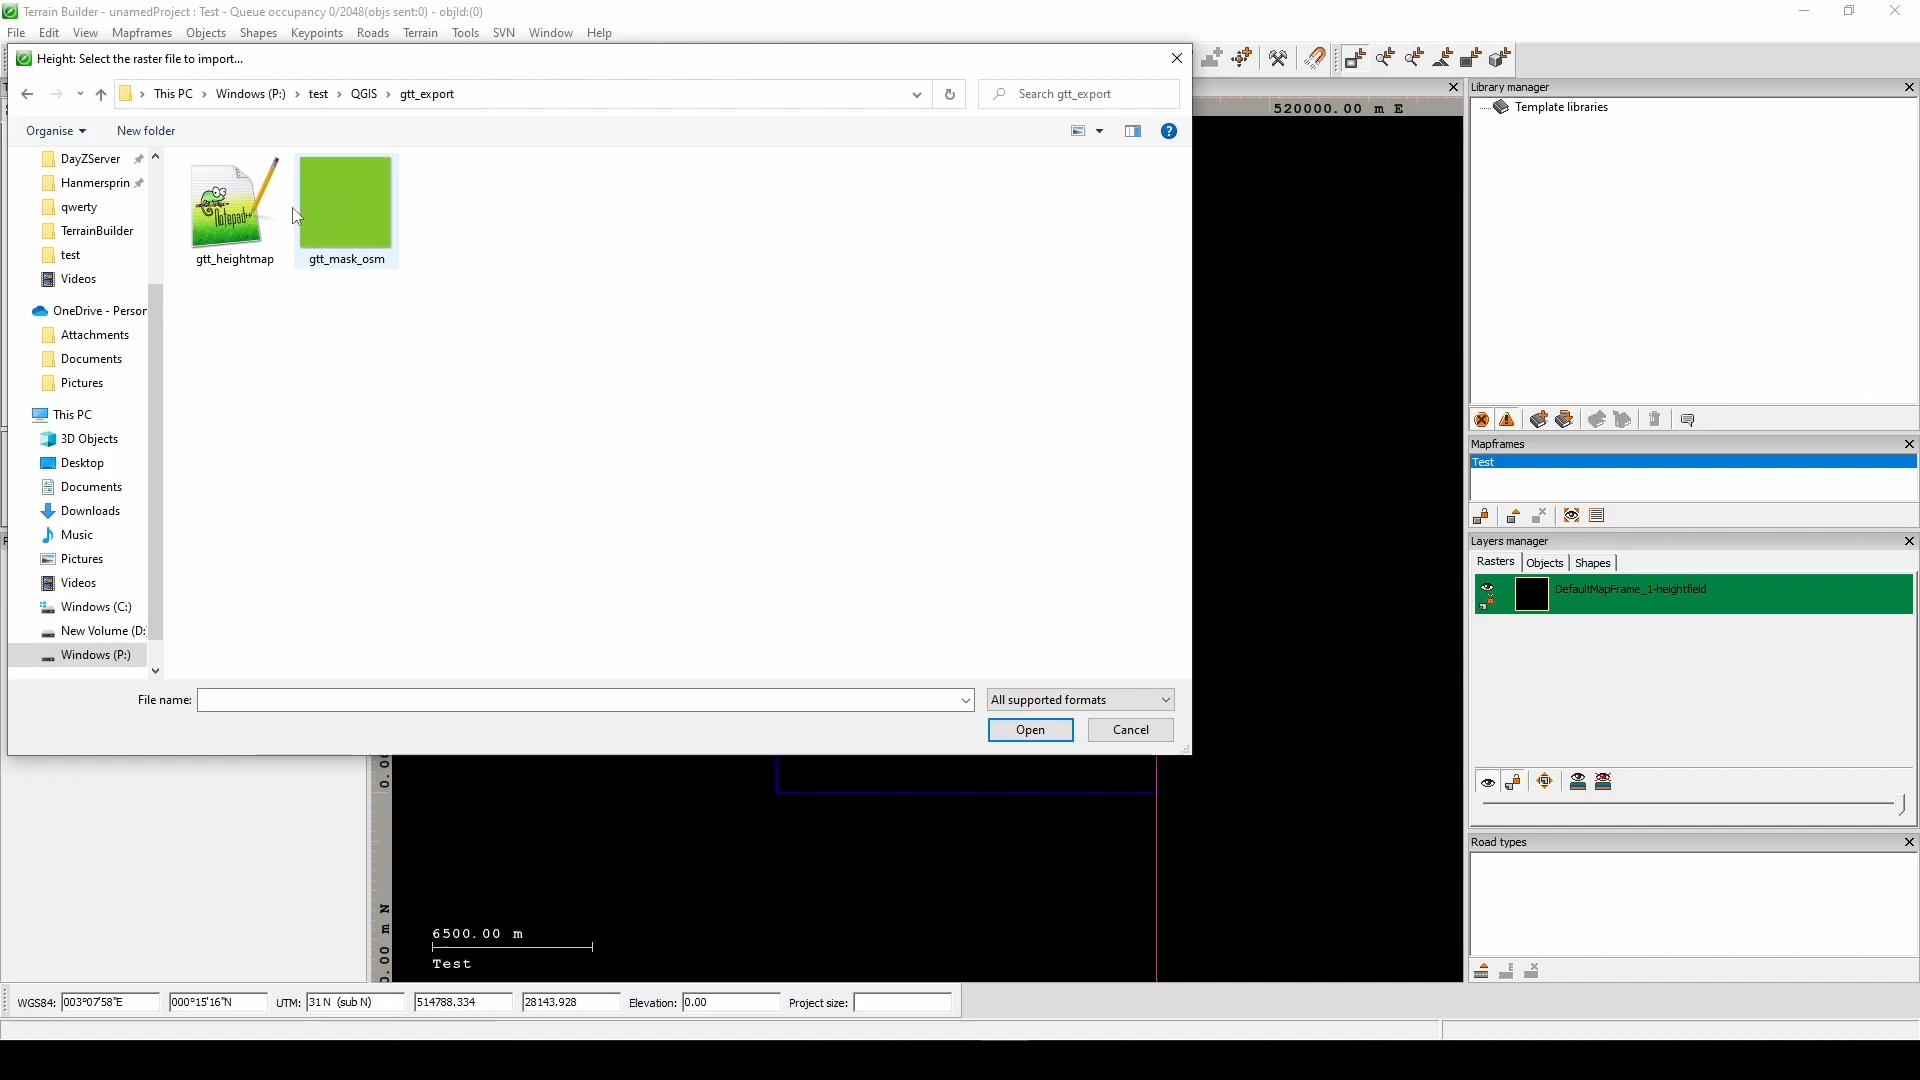 Terrain Builder - unamedProject : Test - Queue occupancy 0/2048(objs sent:0) - objId:(0)
File Edit View Mapframes Objects Shapes Keypoints Roads Terrain Tools SVN Window Help
Height: Select the raster file to import...
This PC > Windows (P:) > test > QGIS > gtt_export
Search gtt_export
Organise New folder
DayZServer
Hanmersprin
qwerty
TerrainBuilder
test
Videos
OneDrive - Person
Attachments
Documents
Pictures
This PC
3D Objects
Desktop
Documents
Downloads
Music
Pictures
Videos
Windows (C:)
New Volume (D:
Windows (P:)
Notepad++
gtt_heightmap
gtt_mask_osm
File name:
All supported formats
Open Cancel
520000.00 m E
6500.00 m
Test
Library manager
Template libraries
Mapframes
Test
Layers manager
Rasters Objects Shapes
DefaultMapFrame_1-heightfield
Road types
WGS84: 003°07'58"E 000°15'16"N UTM: 31 N (sub N) 514788.334 28143.928 Elevation: 0.00 Project size: